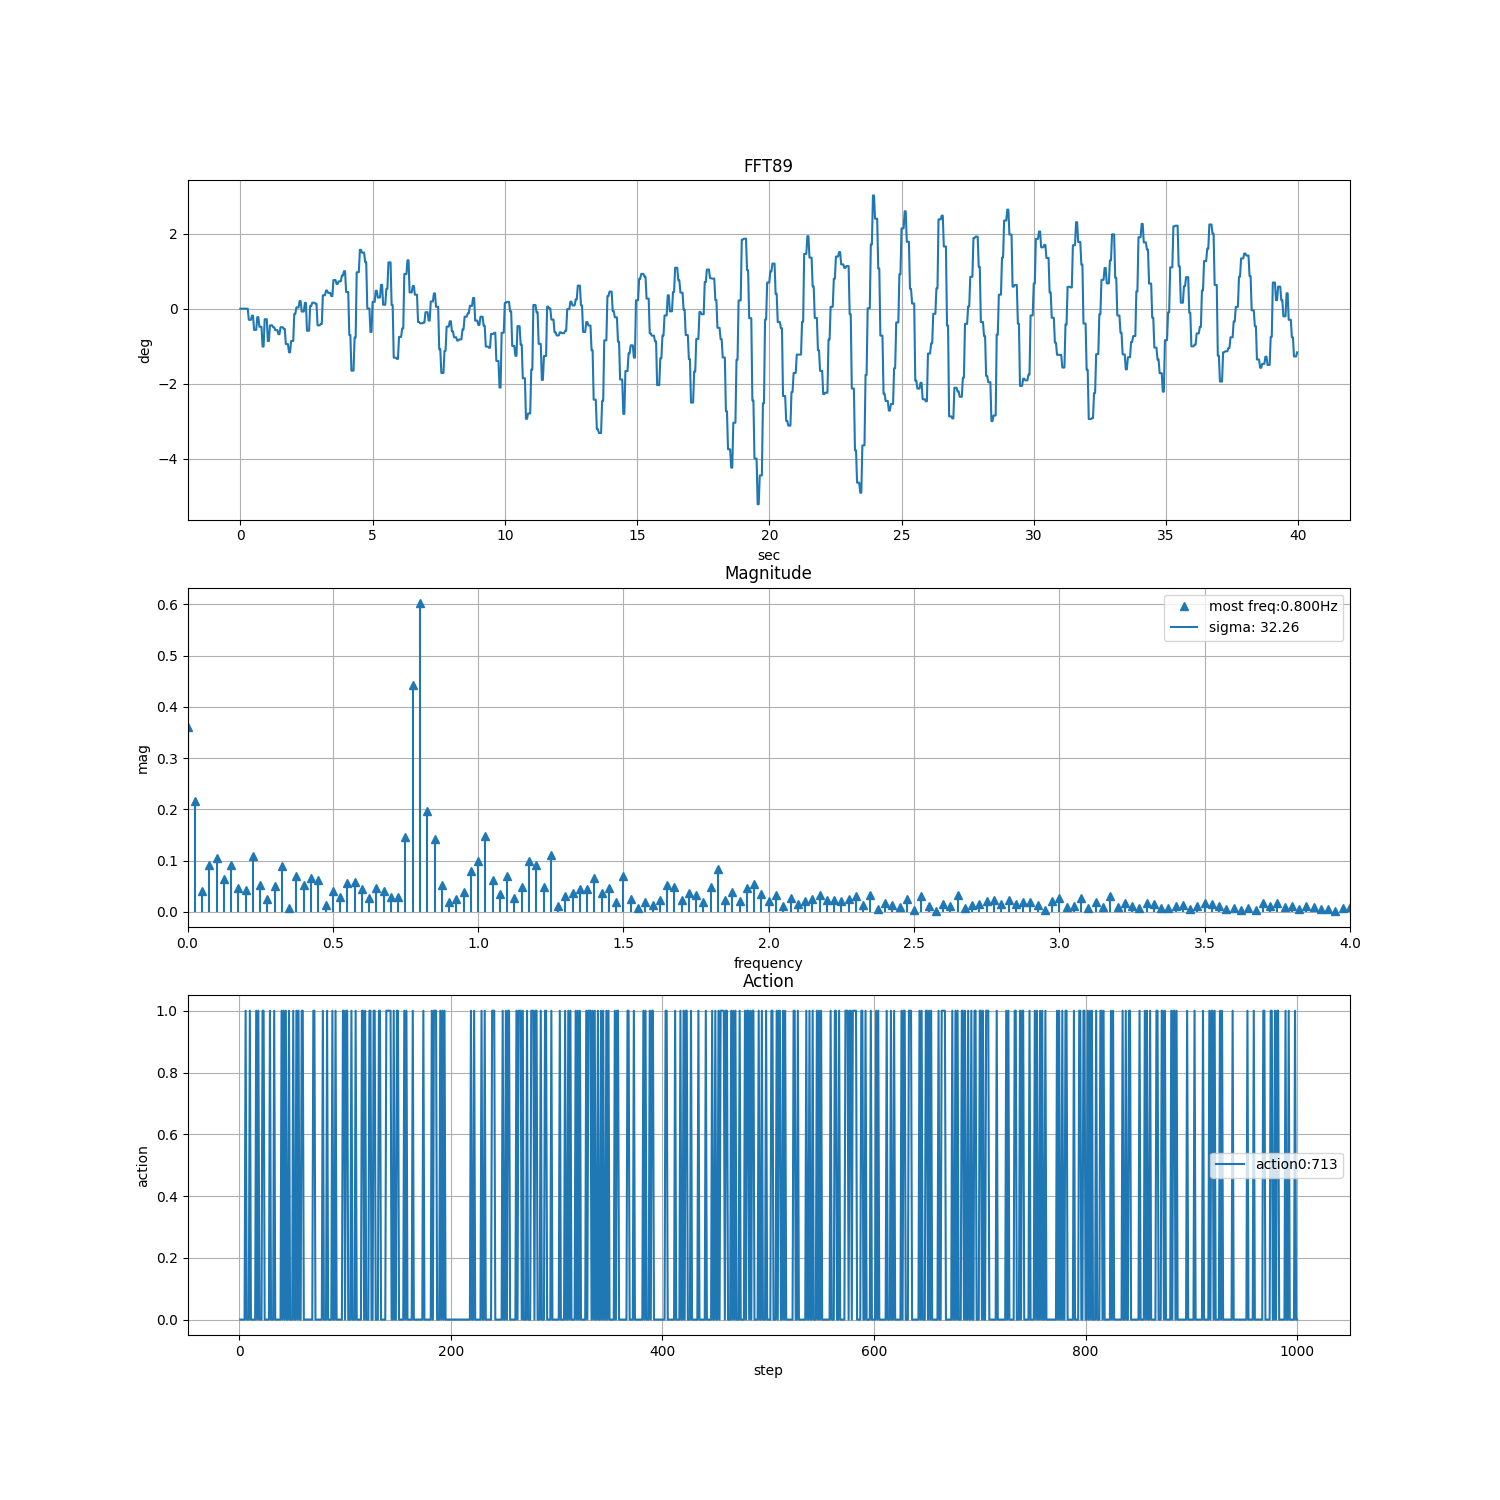 FFT89
2
0
−2
−4
deg
0 5 10 15 20 25 30 35 40
sec
Magnitude
0.6
0.5
0.4
0.3
0.2
0.1
0.0
mag
most freq:0.800Hz
sigma: 32.26
0.0 0.5 1.0 1.5 2.0 2.5 3.0 3.5 4.0
frequency
Action
1.0
0.8
0.6
0.4
0.2
0.0
action
action0:713
0 200 400 600 800 1000
step